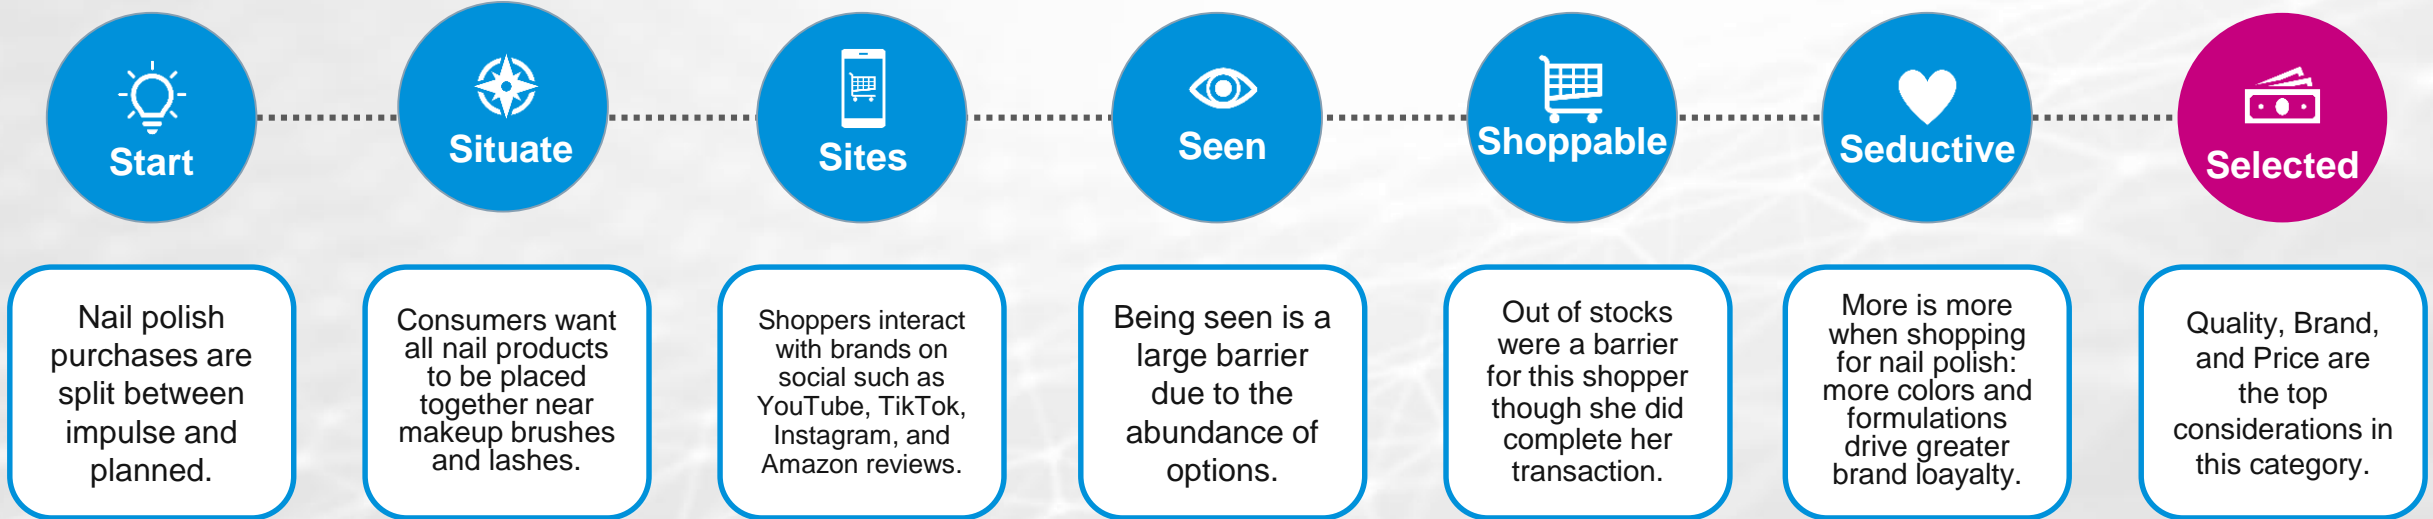 Start
Situate
Sites
Seen
Shoppable
Seductive
Selected
Nail polish
purchases are
split between
impulse and
planned.
Consumers want
all nail products
to be placed
together near
makeup brushes
and lashes.
Shoppers interact
with brands on
social such as
YouTube, TikTok,
Instagram, and
Amazon reviews.
Being seen is a
large barrier
due to the
abundance of
options.
Out of stocks
were a barrier
for this shopper
though she did
complete her
transaction.
More is more
when shopping
for nail polish:
more colors and
formulations
drive greater
brand loayalty.
Quality, Brand,
and Price are
the top
considerations in
this category.